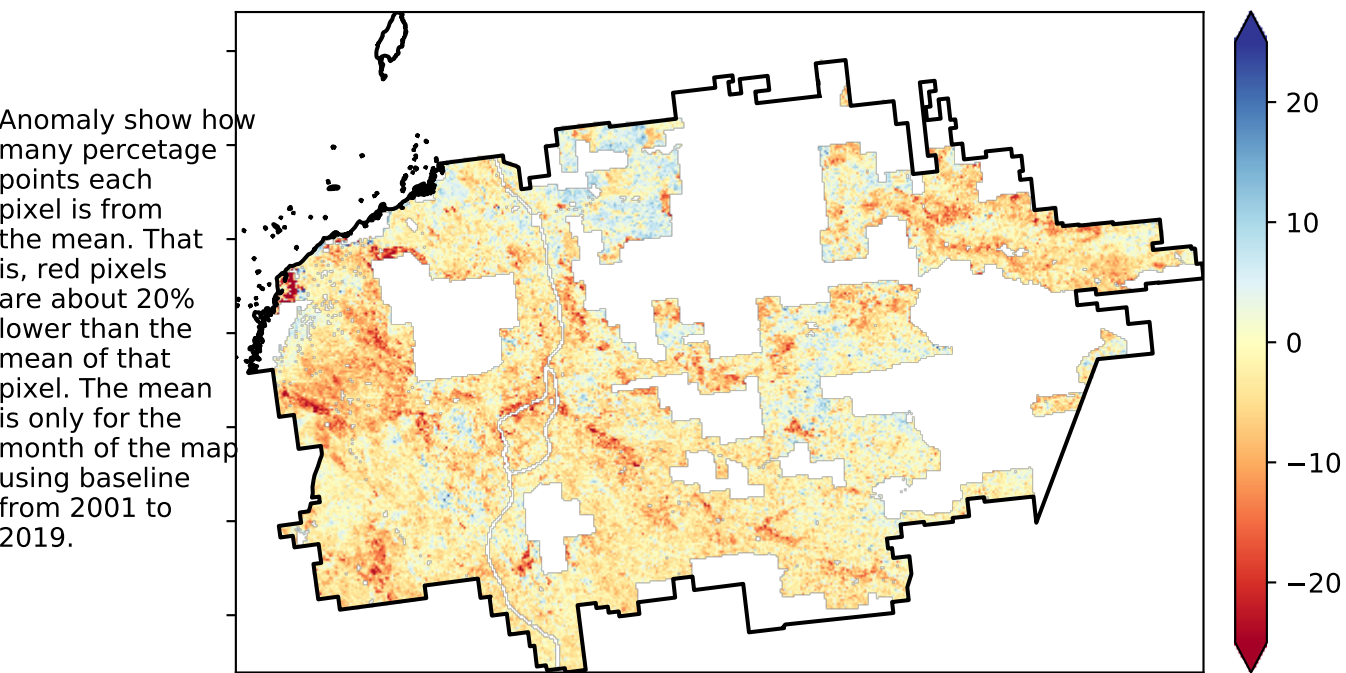 Anomaly show how
many percetage
points each
pixel is from
the mean. That
is, red pixels
are about 20%
lower than the
mean of that
pixel. The mean
is only for the
month of the map
using baseline
from 2001 to
2019.
20
10
0
−10
−20